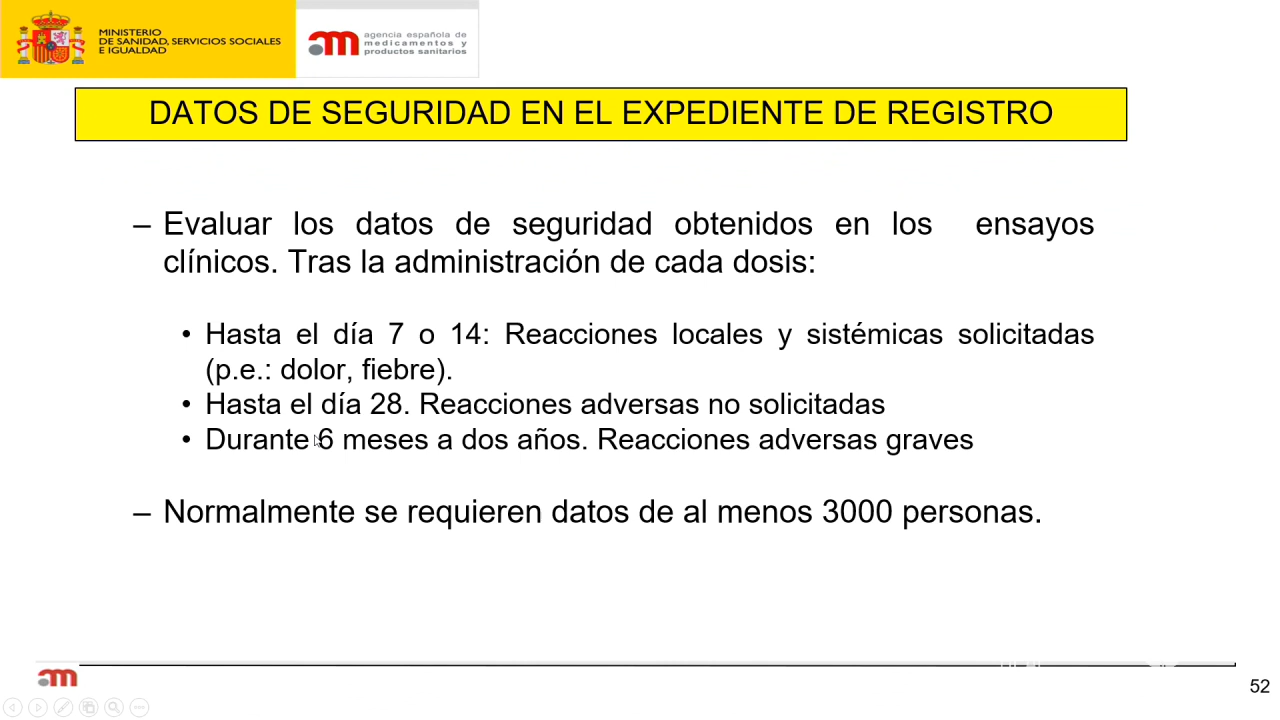 MINISTERIO
DE SANIDAD, SERVICIOS SOCIALES
E IGUALDAD
am
agencia española de
medicamentos y
productos sanitarios
DATOS DE SEGURIDAD EN EL EXPEDIENTE DE REGISTRO
– Evaluar los datos de seguridad obtenidos en los ensayos
clínicos. Tras la administración de cada dosis:
• Hasta el día 7 o 14: Reacciones locales y sistémicas solicitadas
(p.e.: dolor, fiebre).
• Hasta el día 28. Reacciones adversas no solicitadas
• Durante 6 meses a dos años. Reacciones adversas graves
– Normalmente se requieren datos de al menos 3000 personas.
am
52